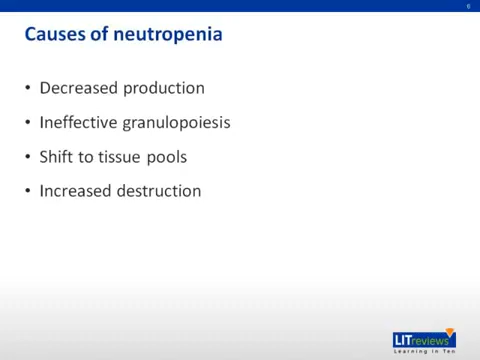 6
Causes of neutropenia
• Decreased production
• Ineffective granulopoiesis
• Shift to tissue pools
• Increased destruction
LITreviews
Learning in Ten